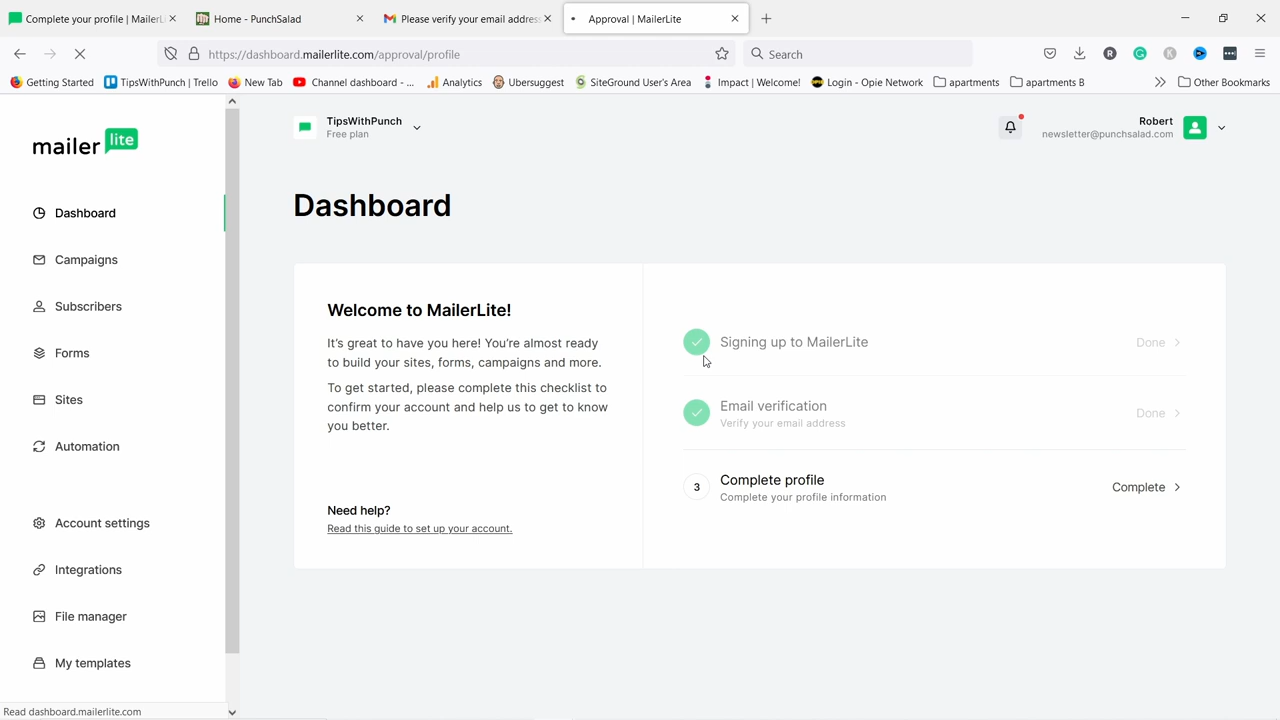 Complete your profile | MailerLi
Home - PunchSalad
Please verify your email addres
Approval | MailerLite
https://dashboard.mailerlite.com/approval/profile
Search
Getting Started
TipsWithPunch | Trello
New Tab
Channel dashboard - ...
Analytics
Ubersuggest
SiteGround User's Area
Impact | Welcome!
Login - Opie Network
apartments
apartments B
Other Bookmarks
mailer lite
TipsWithPunch
Free plan
Robert
newsletter@punchsalad.com
Dashboard
Campaigns
Subscribers
Forms
Sites
Automation
Account settings
Integrations
File manager
My templates
Dashboard
Welcome to MailerLite!
It's great to have you here! You're almost ready
to build your sites, forms, campaigns and more.
To get started, please complete this checklist to
confirm your account and help us to get to know
you better.
Need help?
Read this guide to set up your account.
Signing up to MailerLite
Done
Email verification
Verify your email address
Done
3
Complete profile
Complete your profile information
Complete
Read dashboard.mailerlite.com